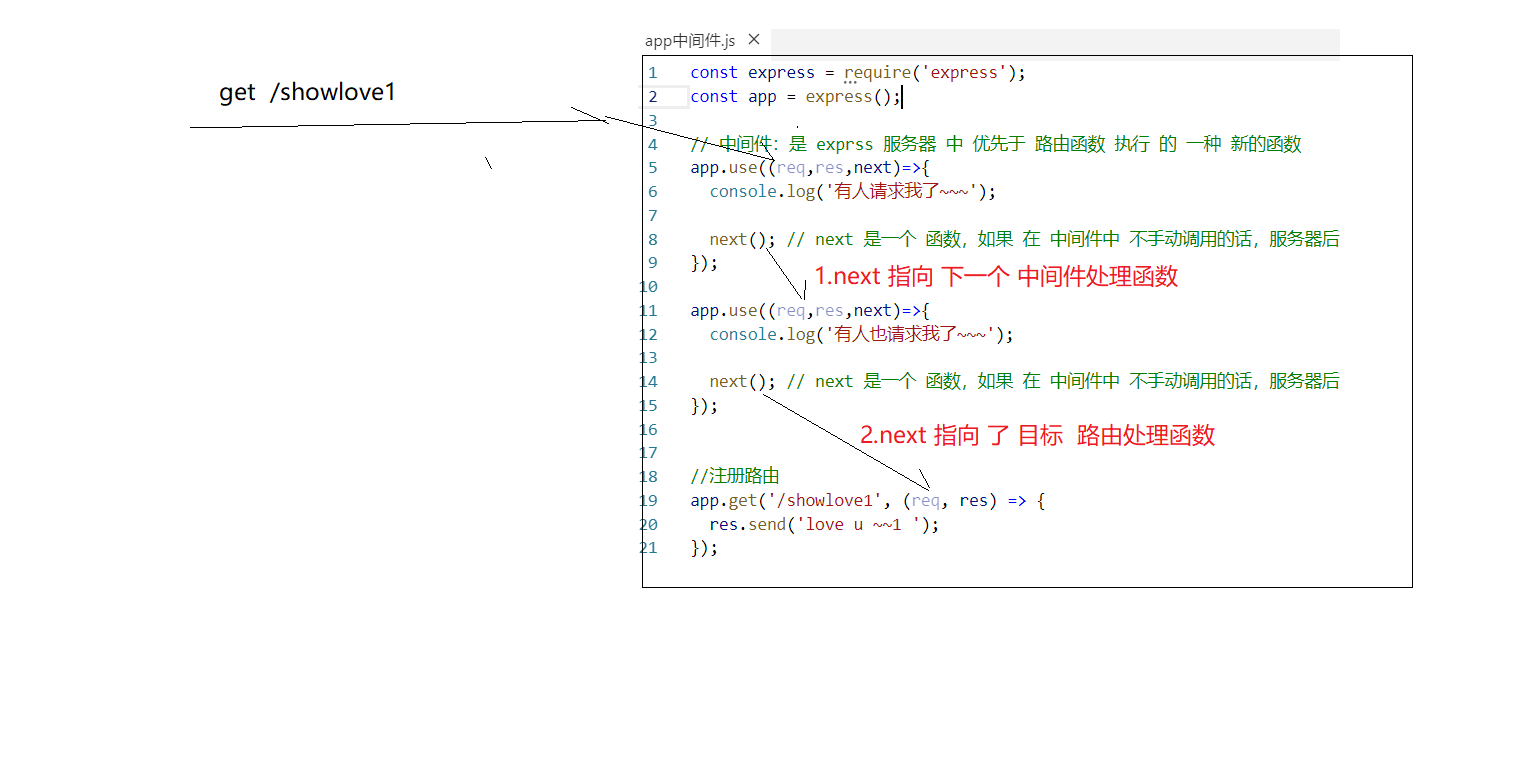 app中间件.js
get /showlove1
1 const express = require('express');
2 const app = express();
3
4 // 中间件：是 exprss 服务器 中 优先于 路由函数 执行 的 一种 新的函数
5 app.use((req,res,next)=>{
6 console.log('有人请求我了~~~');
7
8 next(); // next 是一个 函数，如果 在 中间件中 不手动调用的话，服务器后
9 });
1.next 指向 下一个 中间件处理函数
10
11 app.use((req,res,next)=>{
12 console.log('有人也请求我了~~~');
13
14 next(); // next 是一个 函数，如果 在 中间件中 不手动调用的话，服务器后
15 });
16
2.next 指向 了 目标 路由处理函数
17
18 //注册路由
19 app.get('/showlove1', (req, res) => {
20 res.send('love u ~~1 ');
21 });